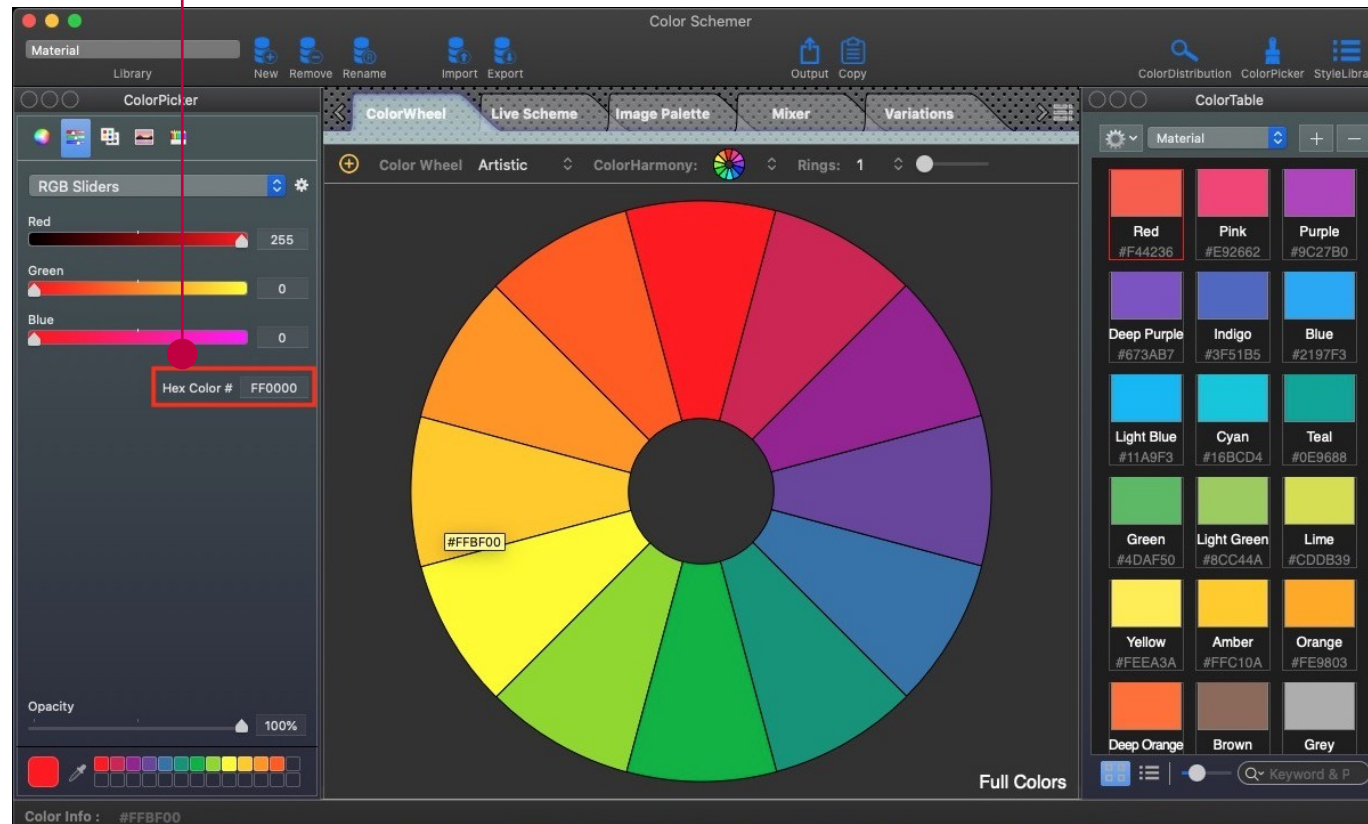 Color Schemer
Material
Library
New Remove Rename Import Export
Output Copy
ColorDistribution ColorPicker StyleLibra
ColorPicker
RGB Sliders
Red
255
Green
0
Blue
0
Hex Color # FF0000
Opacity
100%
ColorWheel Live Scheme Image Palette Mixer Variations
Color Wheel Artistic ColorHarmony: Rings: 1
#FFBF00
Full Colors
ColorTable
Material
Red Pink Purple
#F44236 #E92662 #9C27B0
Deep Purple Indigo Blue
#673AB7 #3F51B5 #2197F3
Light Blue Cyan Teal
#11A9F3 #16BCD4 #0E9688
Green Light Green Lime
#4DAF50 #8CC44A #CDDB39
Yellow Amber Orange
#FEEA3A #FFC10A #FE9803
Deep Orange Brown Grey
Keyword & P
Color Info : #FFBF00